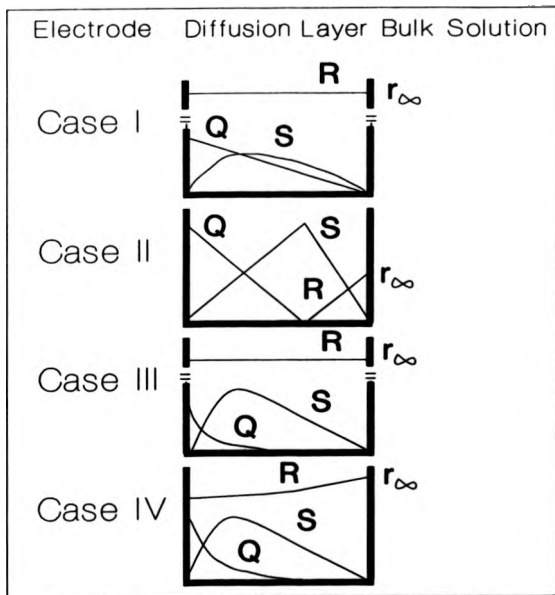 Electrode Diffusion Layer Bulk Solution
R r∞
Case I
Q S
Q S
Case II
R r∞
R
Case III
r∞
S
Q
R r∞
Case IV
S
Q